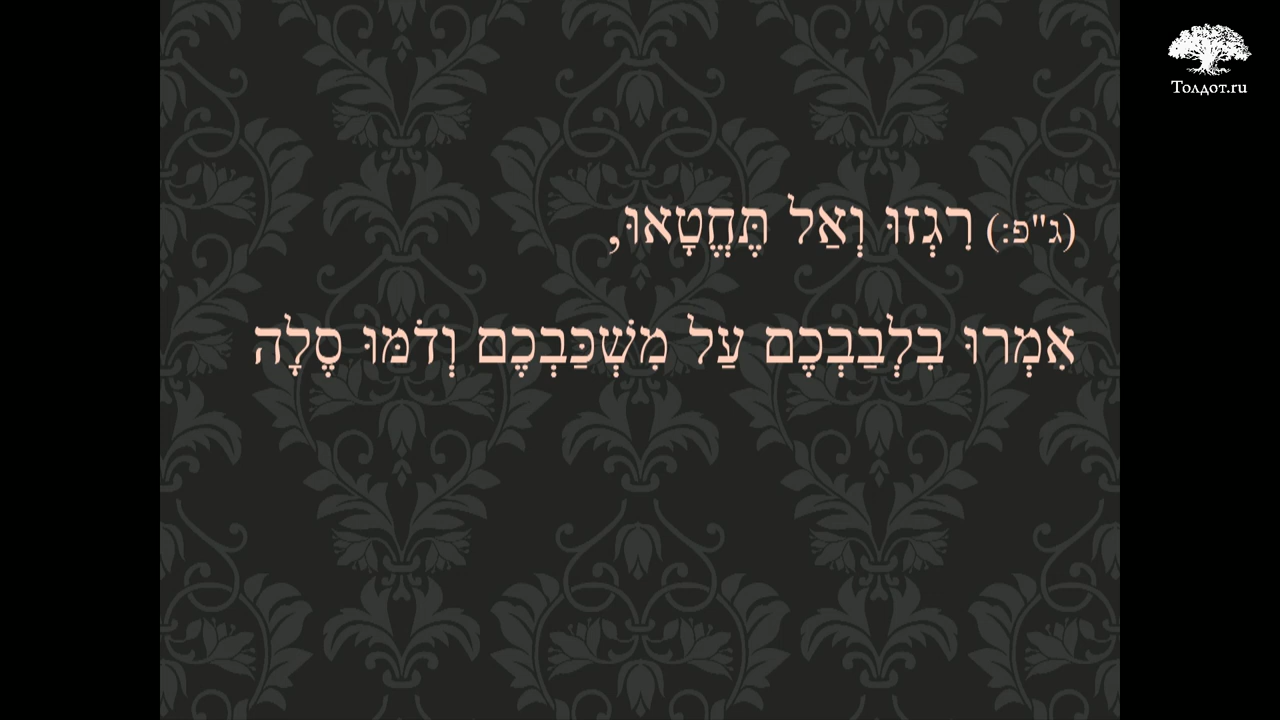 Толдот.ru
(ג"פ:) רִגְזוּ וְאַל תֶּחֱטָאוּ,
אִמְרוּ בִלְבַבְכֶם עַל מִשְׁכַּבְכֶם וְדֹמּוּ סֶלָה